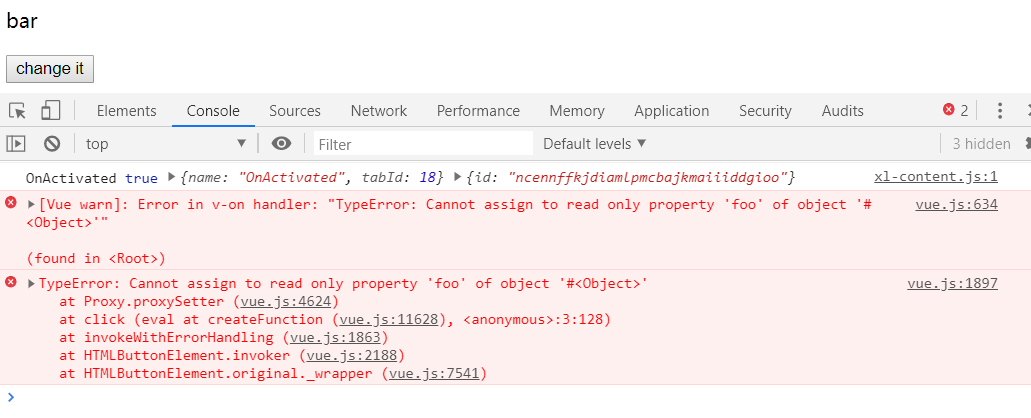 bar
change it
Elements Console Sources Network Performance Memory Application Security Audits 2
top Filter Default levels 3 hidden
OnActivated true {name: "OnActivated", tabId: 18} {id: "ncennffkjdiamlpmcbajkmaiiiddgioo"} xl-content.js:1
[Vue warn]: Error in v-on handler: "TypeError: Cannot assign to read only property 'foo' of object '# vue.js:634
<Object>'"
(found in <Root>)
TypeError: Cannot assign to read only property 'foo' of object '#<Object>' vue.js:1897
at Proxy.proxySetter (vue.js:4624)
at click (eval at createFunction (vue.js:11628), <anonymous>:3:128)
at invokeWithErrorHandling (vue.js:1863)
at HTMLButtonElement.invoker (vue.js:2188)
at HTMLButtonElement.original._wrapper (vue.js:7541)